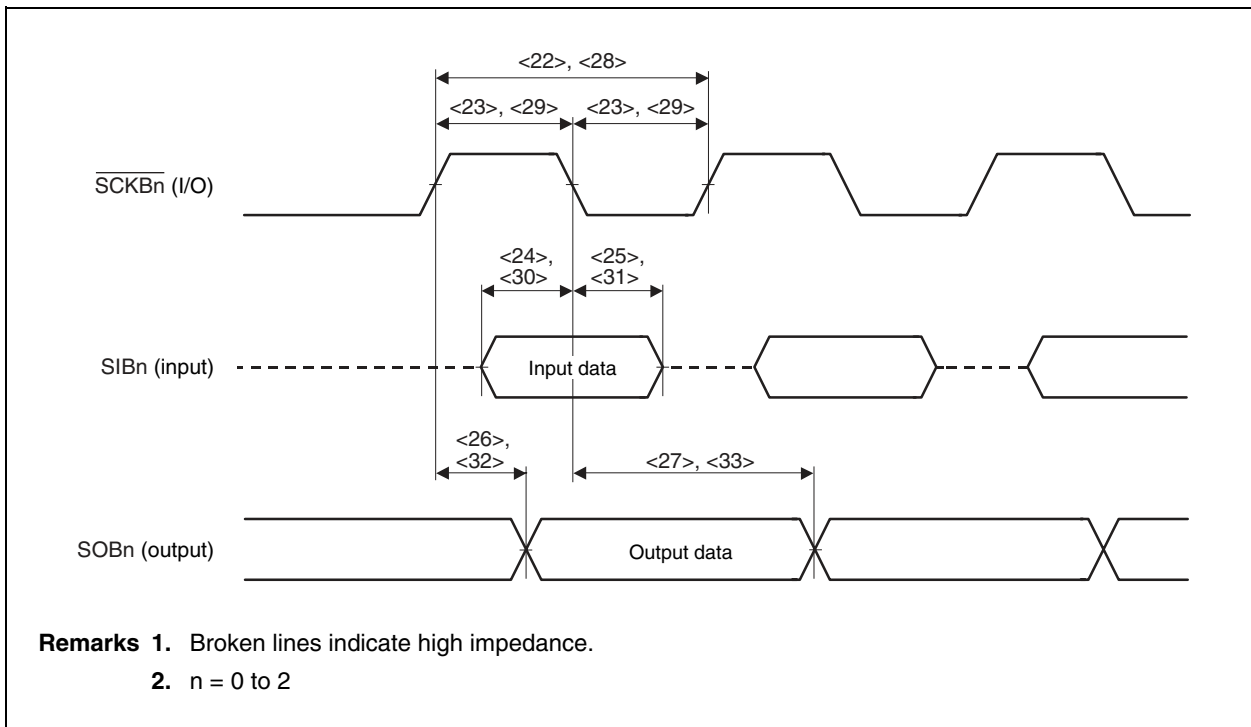 <22>, <28>
<23>, <29> <23>, <29>
SCKBn (I/O)
<24>, <25>,
<30> <31>
SIBn (input) Input data
<26>,
<32> <27>, <33>
SOBn (output) Output data
Remarks 1. Broken lines indicate high impedance.
2. n = 0 to 2